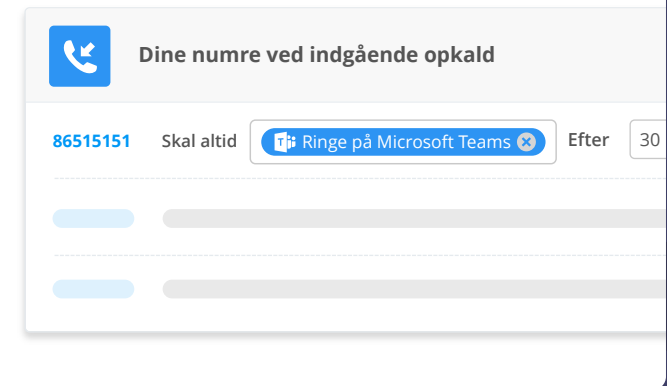 Dine numre ved indgående opkald
86515151 Skal altid Ringe på Microsoft Teams Efter 30